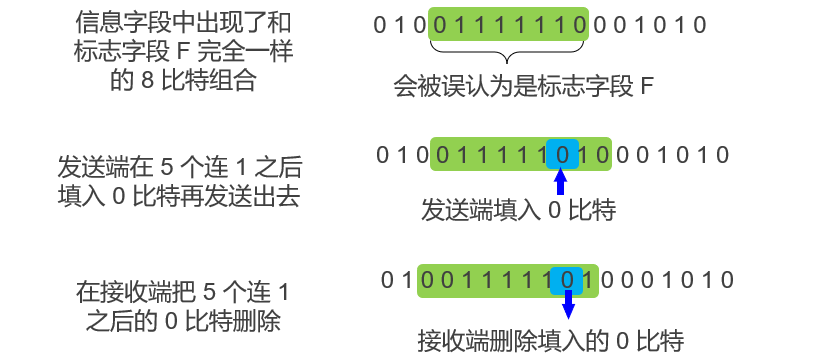 信息字段中出现了和
标志字段 F 完全一样
的 8 比特组合
0 1 0 0 1 1 1 1 1 1 0 0 0 1 0 1 0
会被误认为是标志字段 F
发送端在 5 个连 1 之后
填入 0 比特再发送出去
0 1 0 0 1 1 1 1 1 0 1 0 0 0 1 0 1 0
发送端填入 0 比特
在接收端把 5 个连 1
之后的 0 比特删除
0 1 0 0 1 1 1 1 1 0 1 0 0 0 1 0 1 0
接收端删除填入的 0 比特